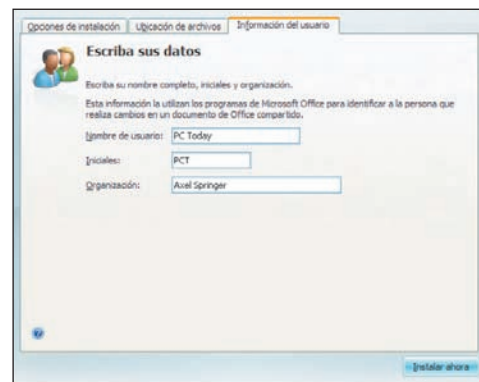 Opciones de instalación
Ubicación de archivos
Información del usuario
Escriba sus datos
Escriba su nombre completo, iniciales y organización.
Esta información la utilizan los programas de Microsoft Office para identificar a la persona que
realiza cambios en un documento de Office compartido.
Nombre de usuario: PC Today
Iniciales: PCT
Organización: Axel Springer
Instalar ahora